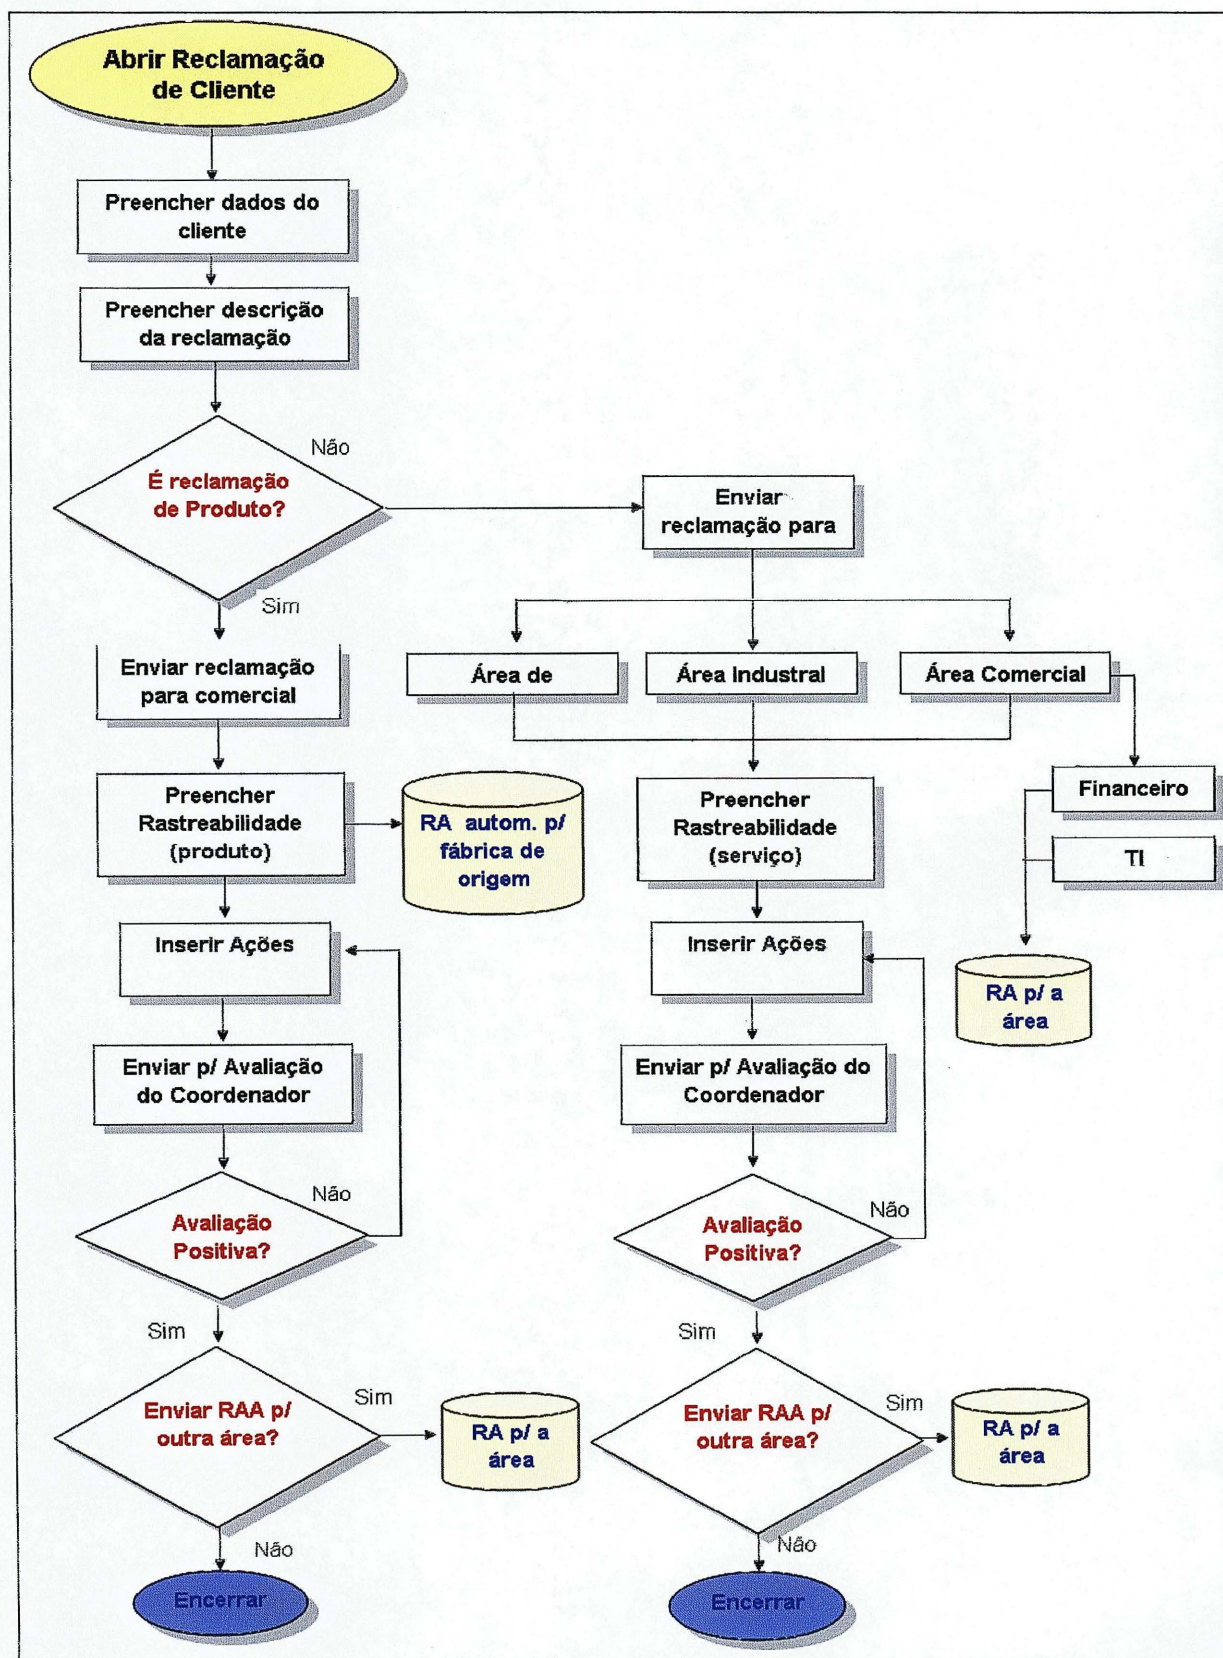 Abrir Reclamação
de Cliente
Preencher dados do
cliente
Preencher descrição
da reclamação
É reclamação
de Produto?
Não
Sim
Enviar
reclamação para
Enviar reclamação
para comercial
Área de
Área Industral
Área Comercial
Preencher
Rastreabilidade
(produto)
RA autom. p/
fábrica de
origem
Preencher
Rastreabilidade
(serviço)
Financeiro
TI
RA p/ a
área
Inserir Ações
Enviar p/ Avaliação
do Coordenador
Avaliação
Positiva?
Não
Sim
Enviar RAA p/
outra área?
Sim
RA p/ a
área
Não
Encerrar
Inserir Ações
Enviar p/ Avaliação do
Coordenador
Avaliação
Positiva?
Não
Sim
Enviar RAA p/
outra área?
Sim
RA p/ a
área
Não
Encerrar